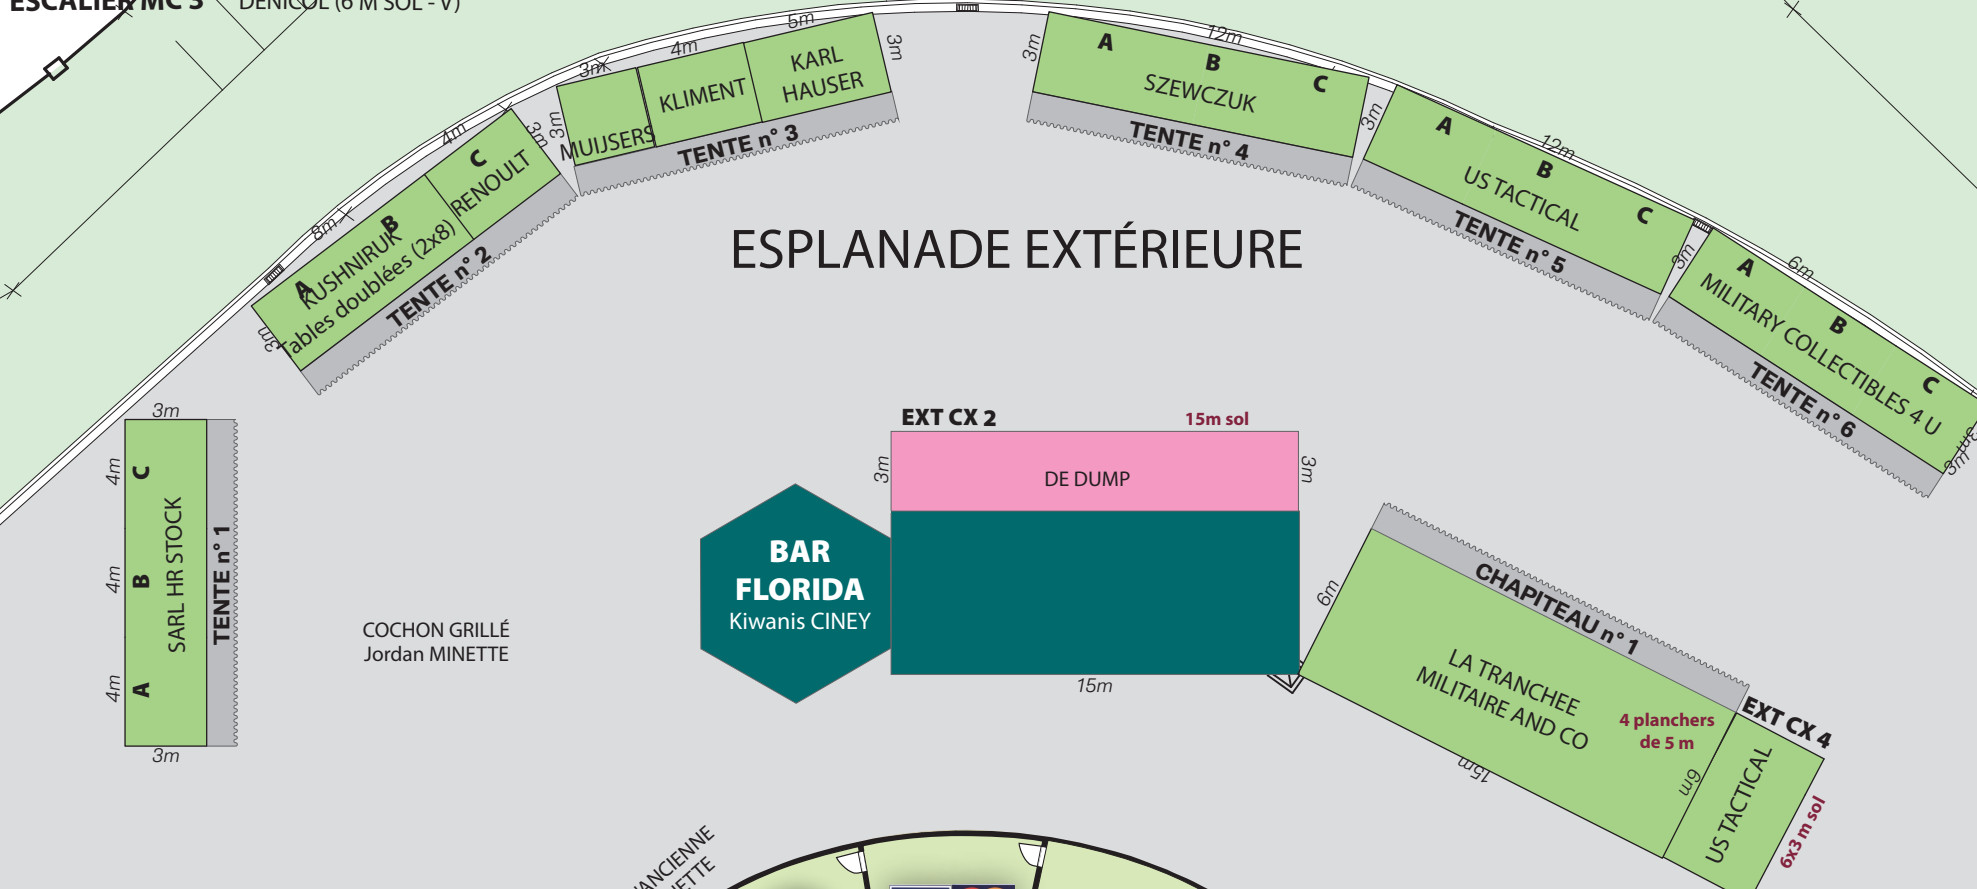 ESCALIER MC 3
DENICOL (6 M SOL - V)
5m
4m
3m
3m
KARL
HAUSER
KLIMENT
MUIJSERS
3m
TENTE n° 3
4m
3m
C
RENOULT
8m
B
A
KUSHNIRUK
Tables doublées (2x8)
3m
TENTE n° 2
3m
12m
A
B
C
SZEWCZUK
TENTE n° 4
3m
12m
A
B
C
US TACTICAL
TENTE n° 5
3m
6m
A
B
C
MILITARY COLLECTIBLES 4 U
TENTE n° 6
3m
3m
ESPLANADE EXTÉRIEURE
3m
4m
C
4m
B
4m
A
SARL HR STOCK
TENTE n° 1
3m
COCHON GRILLÉ
Jordan MINETTE
EXT CX 2
15m sol
3m
DE DUMP
3m
BAR
FLORIDA
Kiwanis CINEY
15m
6m
CHAPITEAU n° 1
LA TRANCHEE
MILITAIRE AND CO
4 planchers
de 5 m
15m
6m
EXT CX 4
US TACTICAL
6x3 m sol